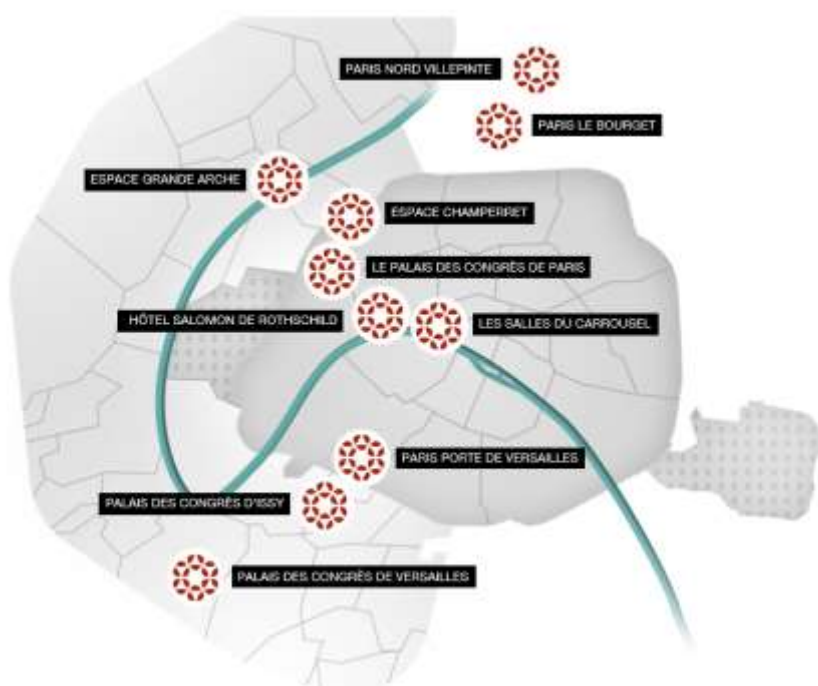 PARIS NORD VILLEPINTE
PARIS LE BOURGET
ESPACE GRANDE ARCHE
ESPACE CHAMPERRET
LE PALAIS DES CONGRÈS DE PARIS
HÔTEL SALOMON DE ROTHSCHILD
LES SALLES DU CARROUSEL
PARIS PORTE DE VERSAILLES
PALAIS DES CONGRÈS D'ISSY
PALAIS DES CONGRÈS DE VERSAILLES